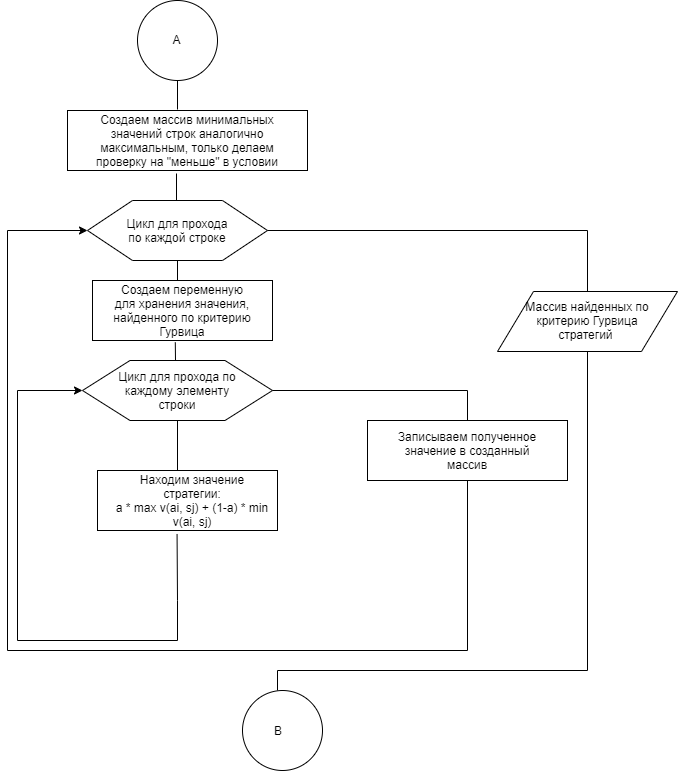 A
Создаем массив минимальных
значений строк аналогично
максимальным, только делаем
проверку на "меньше" в условии
Цикл для прохода
по каждой строке
Создаем переменную
для хранения значения,
найденного по критерию
Гурвица
Массив найденных по
критерию Гурвица
стратегий
Цикл для прохода по
каждому элементу
строки
Записываем полученное
значение в созданный
массив
Находим значение
стратегии:
a * max v(ai, sj) + (1-a) * min
v(ai, sj)
B